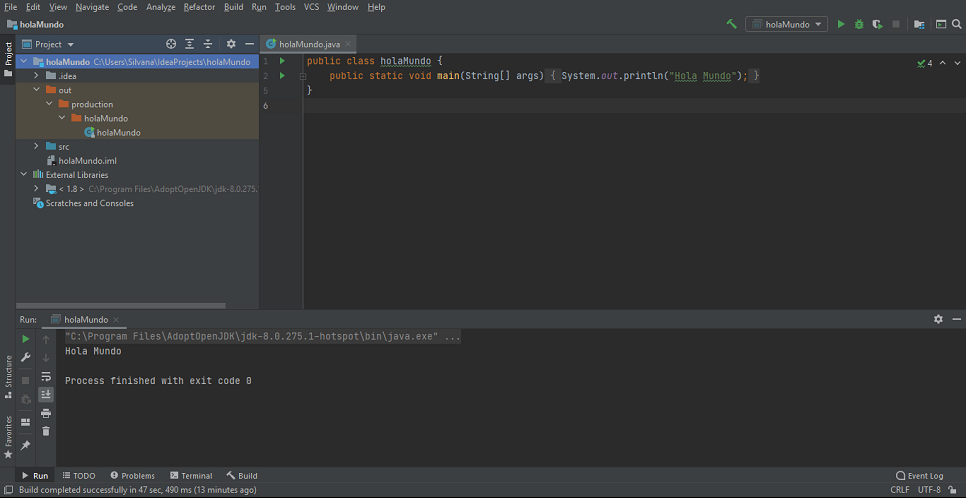 File Edit View Navigate Code Analyze Refactor Build Run Tools VCS Window Help
holaMundo
holaMundo
Project
Project
holaMundo C:\Users\Silvana\IdeaProjects\holaMundo
.idea
out
production
holaMundo
holaMundo
src
holaMundo.iml
External Libraries
< 1.8 > C:\Program Files\AdoptOpenJDK\jdk-8.0.275.1
Scratches and Consoles
holaMundo.java
1 public class holaMundo {
2 public static void main(String[] args) { System.out.println("Hola Mundo"); }
5 }
6
4
Run: holaMundo
"C:\Program Files\AdoptOpenJDK\jdk-8.0.275.1-hotspot\bin\java.exe" ...
Hola Mundo
Process finished with exit code 0
Structure
Favorites
Run TODO Problems Terminal Build Event Log
Build completed successfully in 47 sec, 490 ms (13 minutes ago) CRLF UTF-8